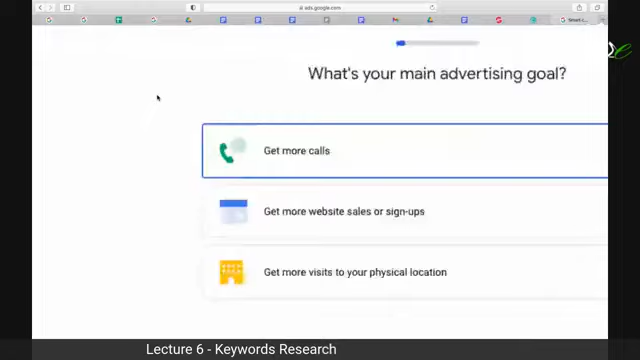 ads.google.com
What's your main advertising goal?
Get more calls
Get more website sales or sign-ups
Get more visits to your physical location
Lecture 6 - Keywords Research